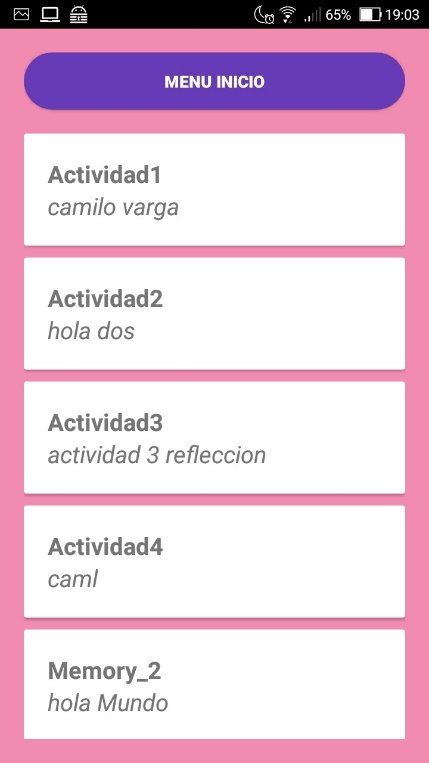 65% 19:03
MENU INICIO
Actividad1
camilo varga
Actividad2
hola dos
Actividad3
actividad 3 refleccion
Actividad4
caml
Memory_2
hola Mundo